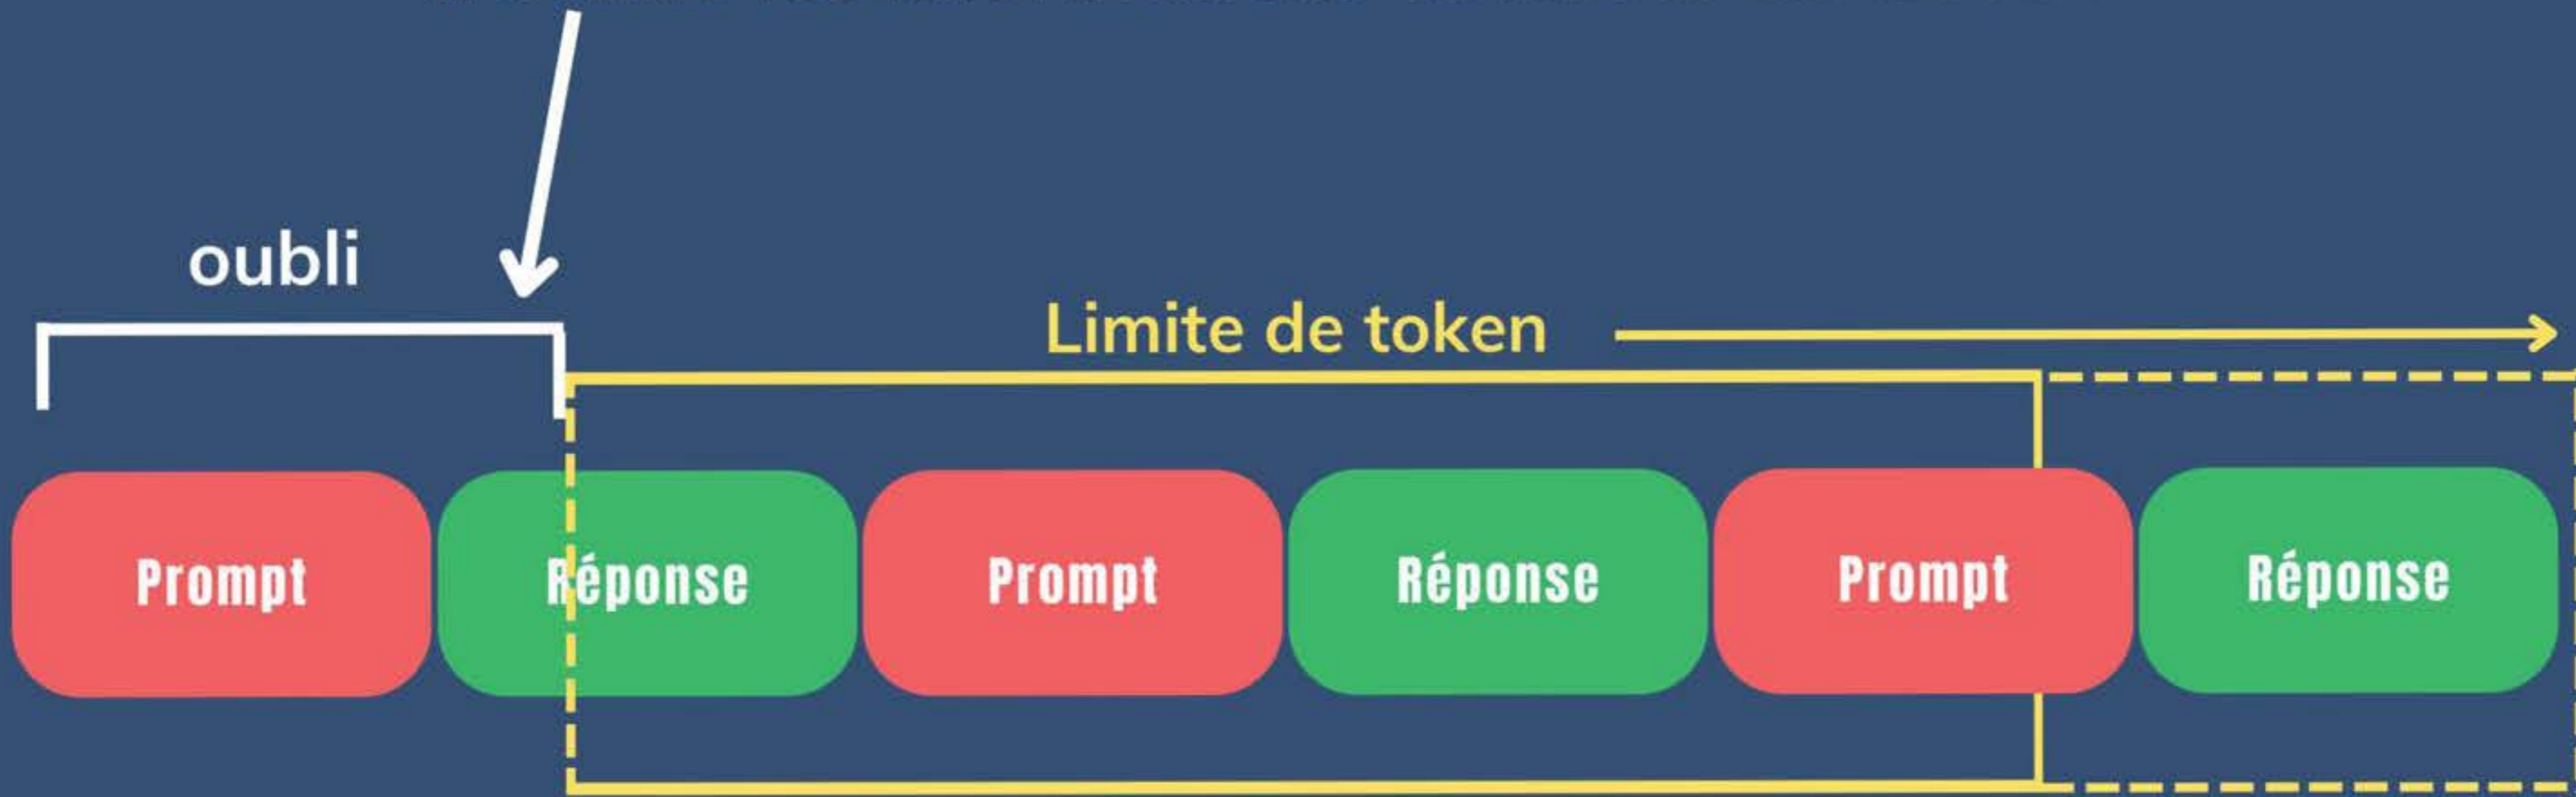 oubli
Limite de token
Prompt
Réponse
Prompt
Réponse
Prompt
Réponse